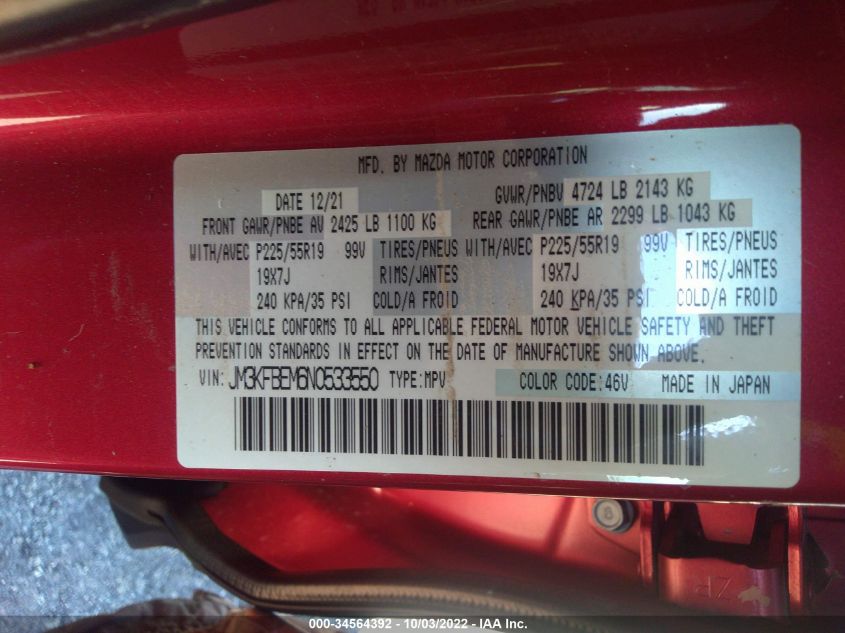 MFD. BY MAZDA MOTOR CORPORATION
DATE 12/21 GVWR/PNBV 4724 LB 2143 KG
FRONT GAWR/PNBE AV 2425 LB 1100 KG REAR GAWR/PNBE AR 2299 LB 1043 KG
WITH/AVEC P225/55R19 99V TIRES/PNEUS WITH/AVEC P225/55R19 99V TIRES/PNEUS
19X7J RIMS/JANTES 19X7J RIMS/JANTES
240 KPA/35 PSI COLD/A FROID 240 KPA/35 PSI COLD/A FROID
THIS VEHICLE CONFORMS TO ALL APPLICABLE FEDERAL MOTOR VEHICLE SAFETY AND THEFT
PREVENTION STANDARDS IN EFFECT ON THE DATE OF MANUFACTURE SHOWN ABOVE.
VIN: JM3KFBEM6N0533550 TYPE:MPV COLOR CODE:46V MADE IN JAPAN
8
ZP
000-34564392 - 10/03/2022 - IAA Inc.